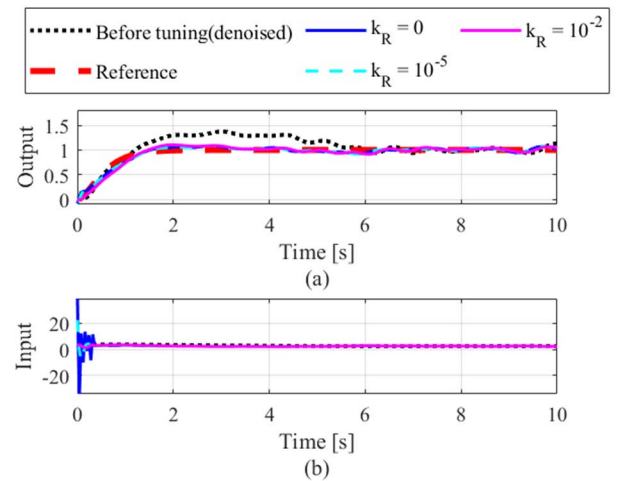 Before tuning(denoised) k_R = 0 k_R = 10^-2
Reference k_R = 10^-5
1.5
1
0.5
0
Output
0 2 4 6 8 10
Time [s]
(a)
20
0
-20
Input
0 2 4 6 8 10
Time [s]
(b)